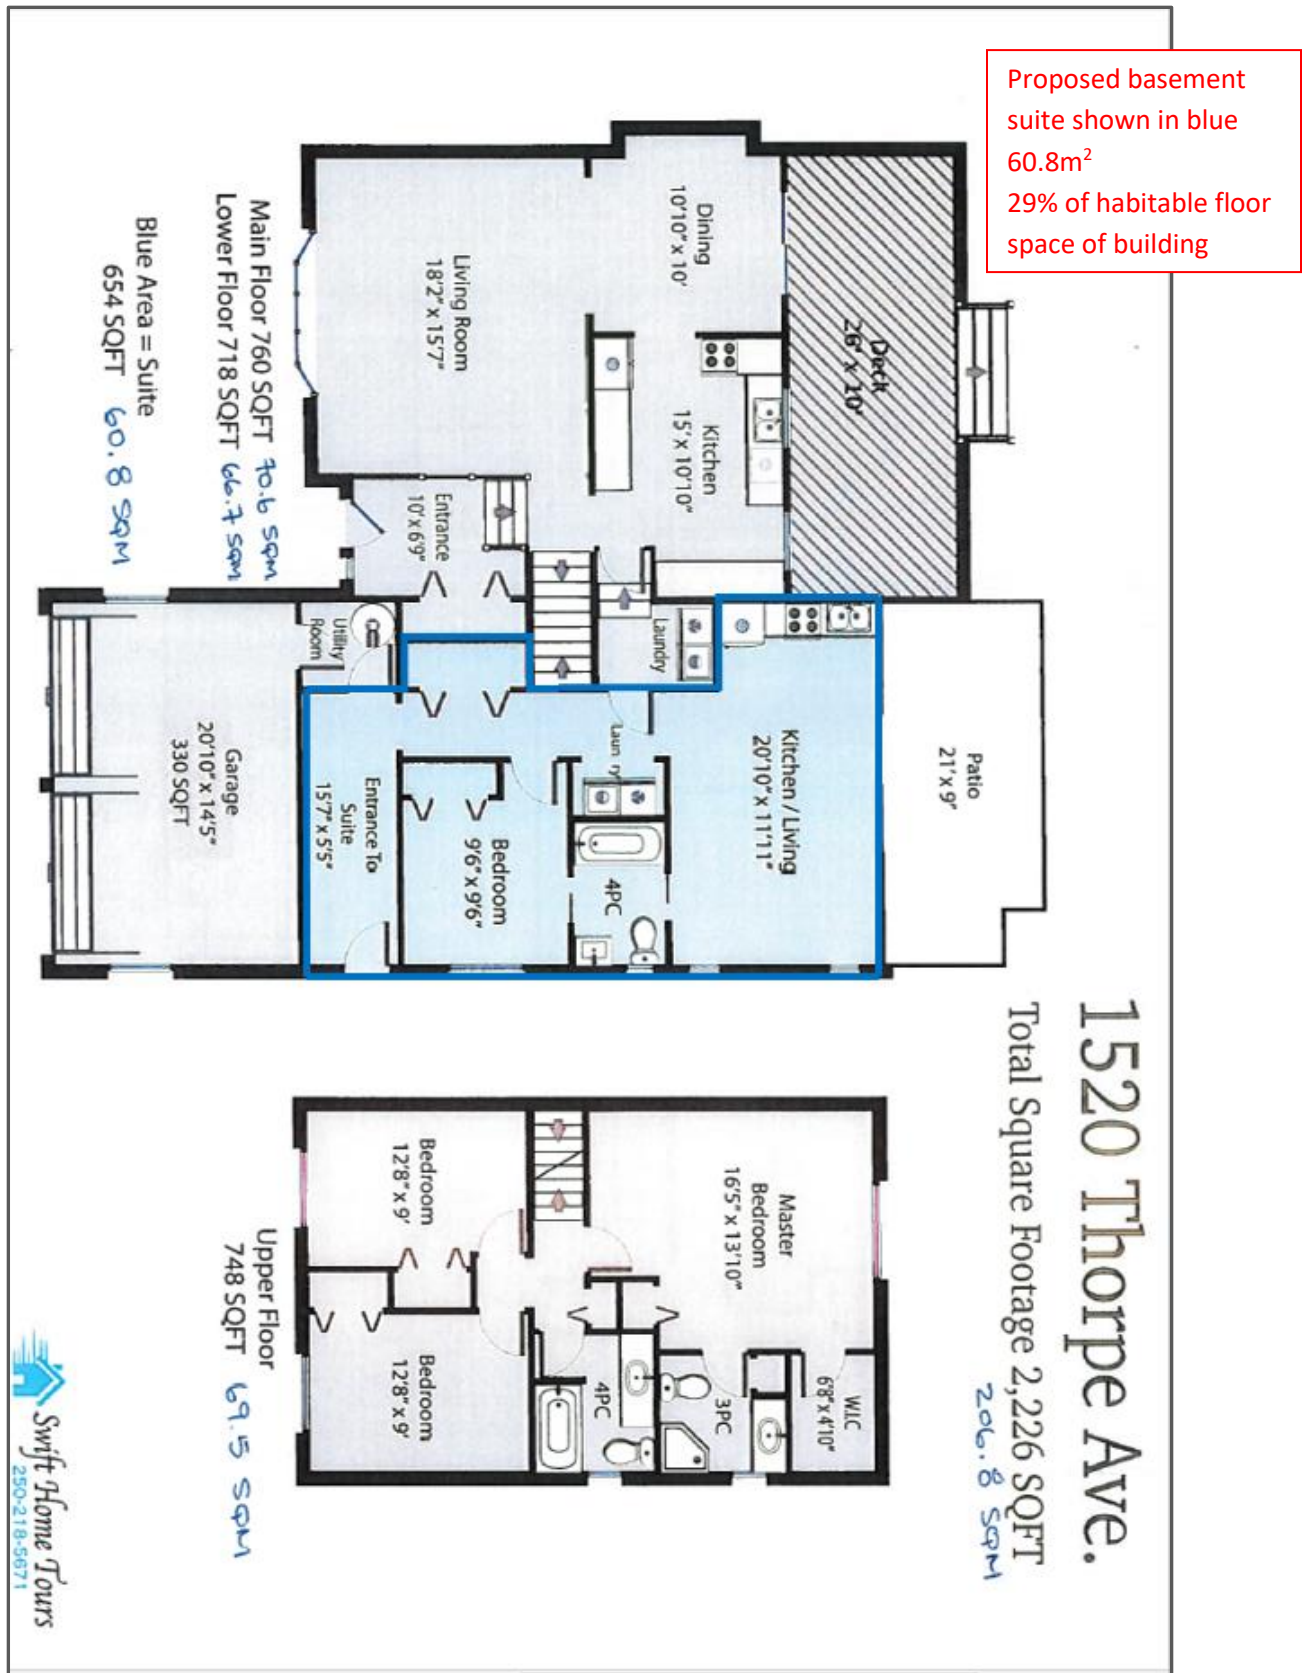 Proposed basement
suite shown in blue
60.8m²
29% of habitable floor
space of building
1520 Thorpe Ave.
Total Square Footage 2,226 SQFT
206.8 SQM
Deck
26' x 10'
Dining
10'10" x 10'
Kitchen
15' x 10'10"
Living Room
18'2" x 15'7"
Entrance
10' x 6'9"
Main Floor 760 SQFT 70.6 SQM
Lower Floor 718 SQFT 66.7 SQM
Blue Area = Suite
654 SQFT 60.8 SQM
Patio
21' x 9'
Laundry
Kitchen / Living
20'10" x 11'11"
Laun ry
4PC
Bedroom
9'6" x 9'6"
Entrance To
Suite
15'7" x 5'5"
Utility
Room
Garage
20'10" x 14'5"
330 SQFT
Master
Bedroom
16'5" x 13'10"
W.I.C
6'8" x 4'10"
3PC
4PC
Bedroom
12'8" x 9'
Bedroom
12'8" x 9'
Upper Floor
748 SQFT 69.5 SQM
Swift Home Tours
250-218-5671